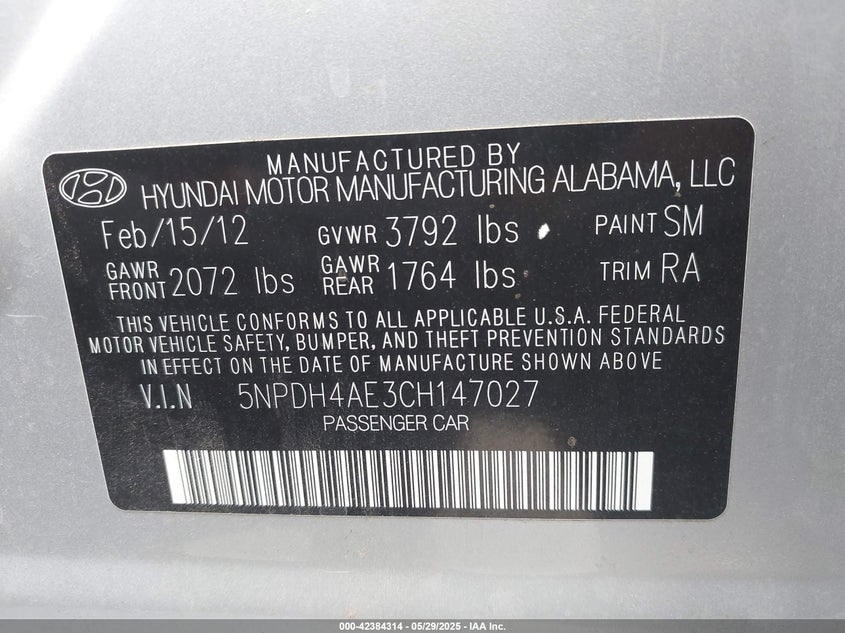 MANUFACTURED BY
HYUNDAI MOTOR MANUFACTURING ALABAMA, LLC
Feb/15/12 GVWR 3792 lbs PAINT SM
GAWR FRONT 2072 lbs GAWR REAR 1764 lbs TRIM RA
THIS VEHICLE CONFORMS TO ALL APPLICABLE U.S.A. FEDERAL
MOTOR VEHICLE SAFETY, BUMPER, AND THEFT PREVENTION STANDARDS
IN EFFECT ON THE DATE OF MANUFACTURE SHOWN ABOVE
V.I.N 5NPDH4AE3CH147027
PASSENGER CAR
000-42384314 - 05/29/2025 - IAA Inc.